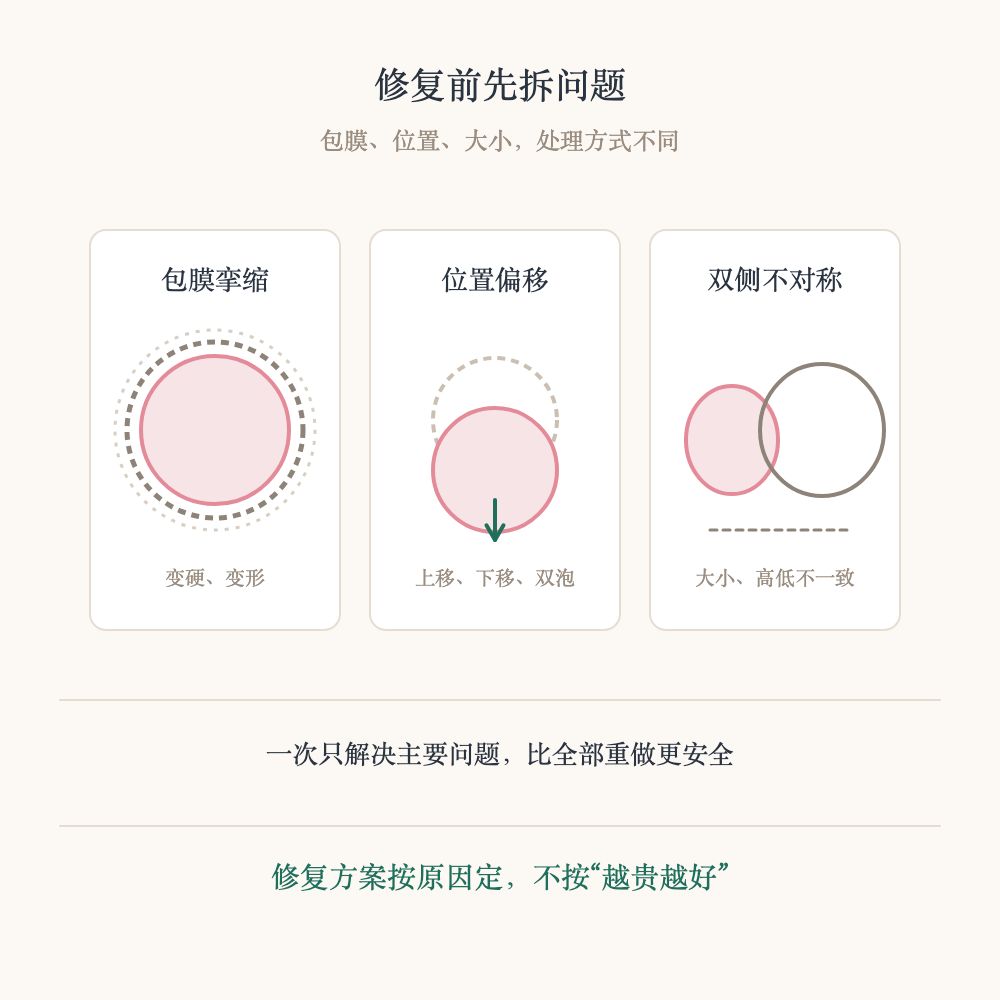 修复前先拆问题
包膜、位置、大小，处理方式不同
包膜挛缩
变硬、变形
位置偏移
上移、下移、双泡
双侧不对称
大小、高低不一致
一次只解决主要问题，比全部重做更安全
修复方案按原因定，不按“越贵越好”